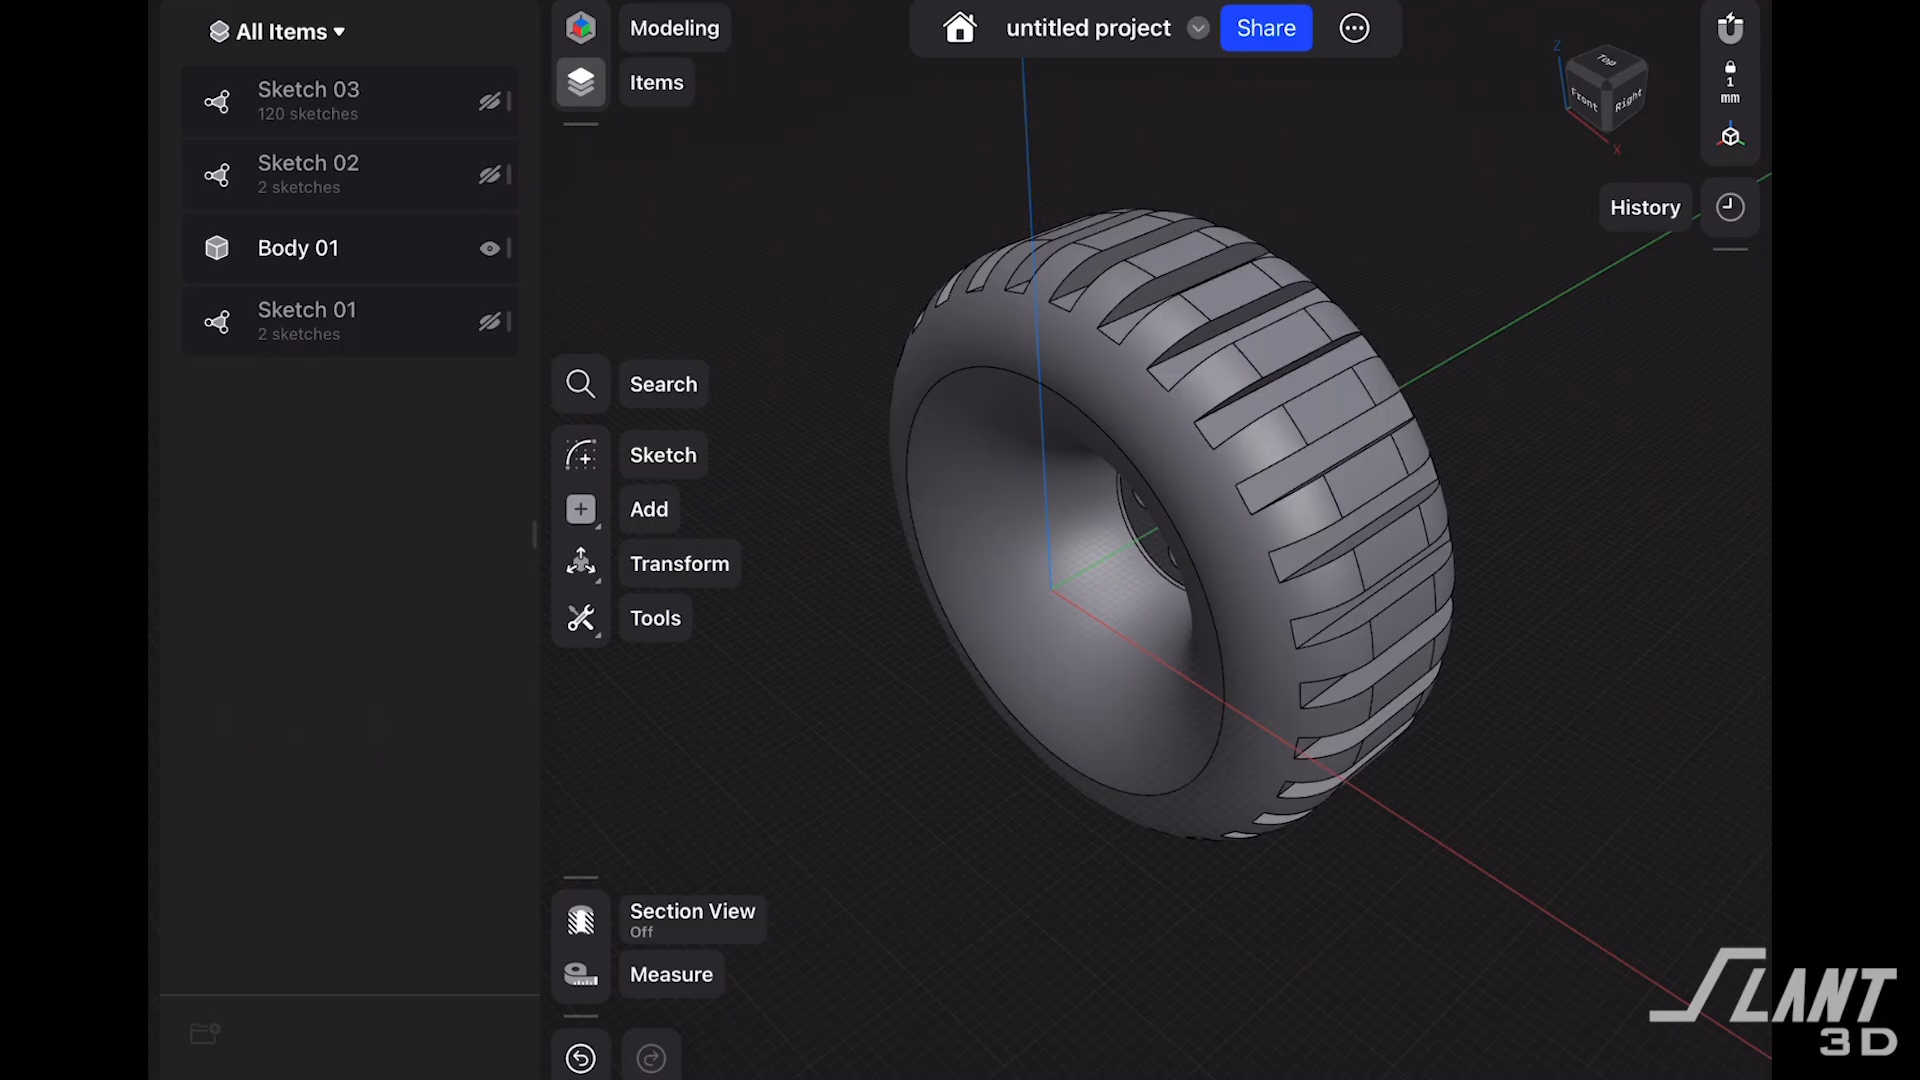 All Items
Sketch 03
120 sketches
Sketch 02
2 sketches
Body 01
Sketch 01
2 sketches
Modeling
Items
Search
Sketch
Add
Transform
Tools
Section View
Off
Measure
untitled project
Share
Z
Top
Front
Right
X
1
mm
History
SLANT
3D